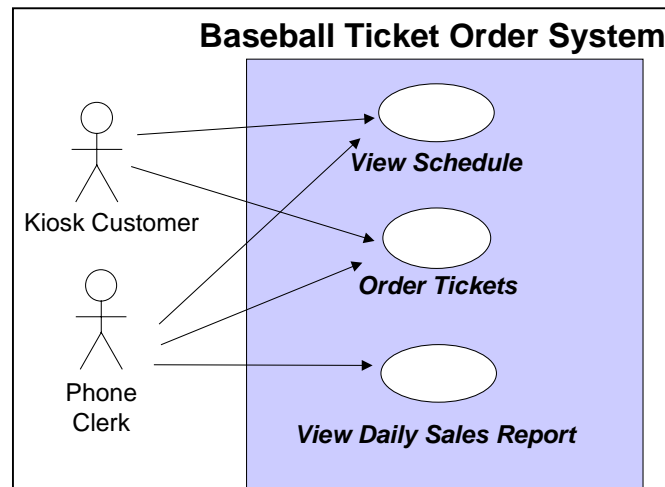 Baseball Ticket Order System
View Schedule
Kiosk Customer
Order Tickets
Phone
Clerk
View Daily Sales Report